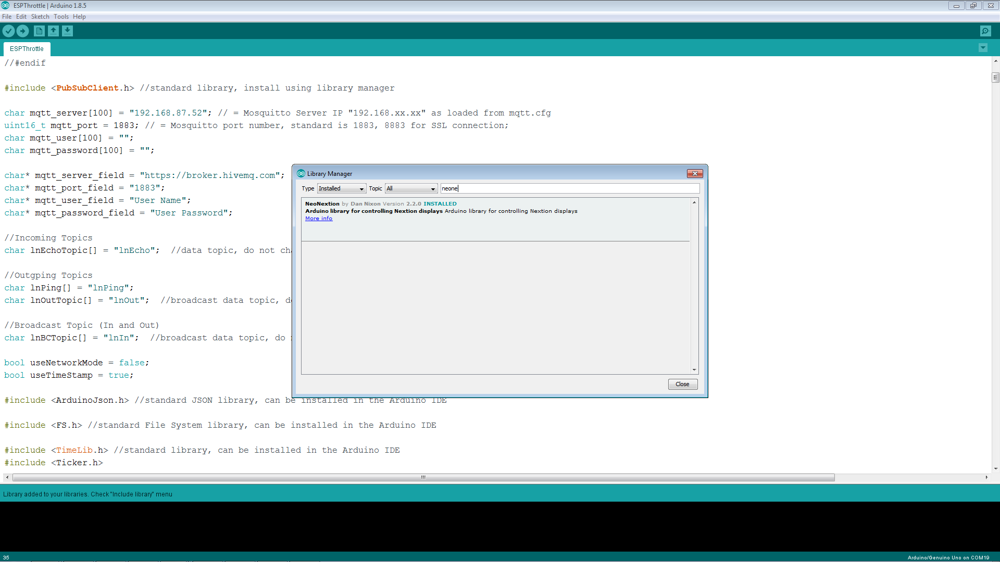 ESPThrottle | Arduino 1.8.5
File Edit Sketch Tools Help
ESPThrottle
//#endif
#include <PubSubClient.h> //standard library, install using library manager
char mqtt_server[100] = "192.168.87.52"; // = Mosquitto Server IP "192.168.xx.xx" as loaded from mqtt.cfg
uint16_t mqtt_port = 1883; // = Mosquitto port number, standard is 1883, 8883 for SSL connection;
char mqtt_user[100] = "";
char mqtt_password[100] = "";
char* mqtt_server_field = "https://broker.hivemq.com";
char* mqtt_port_field = "1883";
char* mqtt_user_field = "User Name";
char* mqtt_password_field = "User Password";
//Incoming Topics
char lnEchoTopic[] = "lnEcho";  //data topic, do not cha
//Outgping Topics
char lnPing[] = "lnPing";
char lnOutTopic[] = "lnOut";  //broadcast data topic, do
//Broadcast Topic (In and Out)
char lnBCTopic[] = "lnIn";  //broadcast data topic, do
bool useNetworkMode = false;
bool useTimeStamp = true;
#include <ArduinoJson.h> //standard JSON library, can be installed in the Arduino IDE
#include <FS.h> //standard File System library, can be installed in the Arduino IDE
#include <TimeLib.h> //standard library, can be installed in the Arduino IDE
#include <Ticker.h>
Library Manager
Type Installed Topic All neone
NeoNextion by Dan Nixon Version 2.2.0 INSTALLED
Arduino library for controlling Nextion displays Arduino library for controlling Nextion displays
More info
Close
Library added to your libraries. Check "Include library" menu
35 Arduino/Genuino Uno on COM19